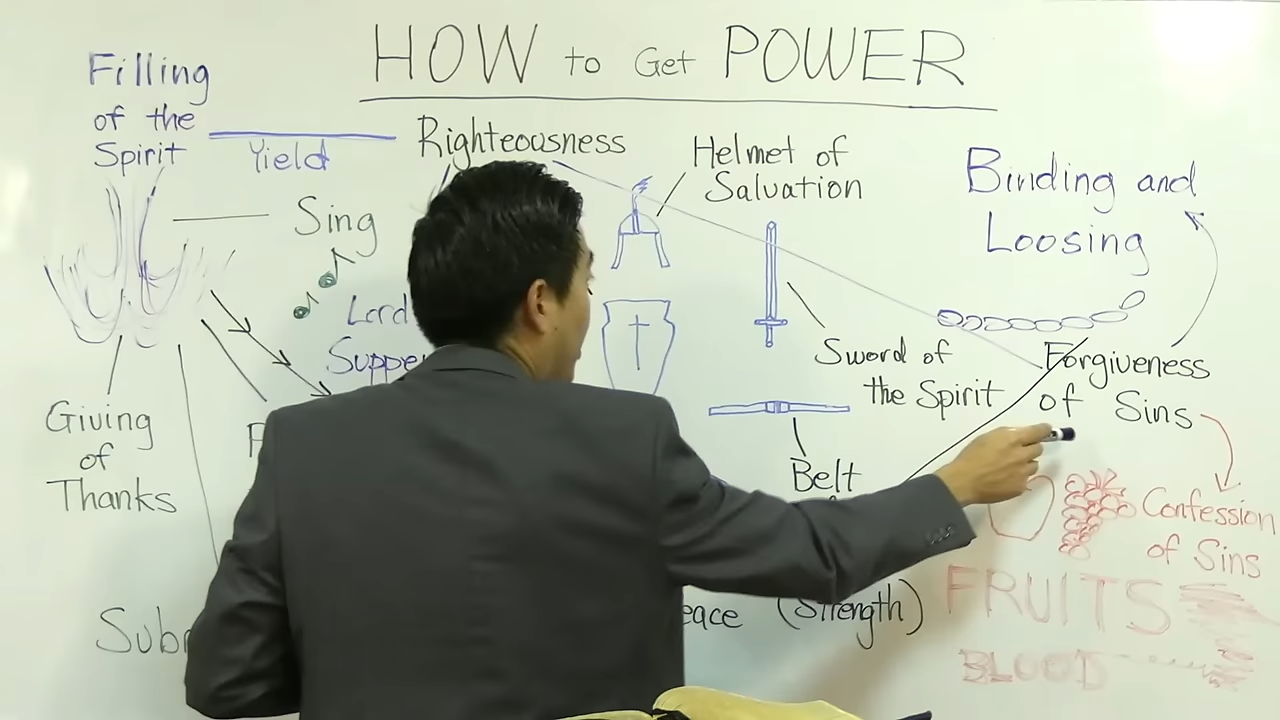 HOW to Get POWER
Filling
of the
Spirit
Yield
Righteousness
Helmet of
Salvation
Binding and
Loosing
Sing
Lord
Sword of
the Spirit
Forgiveness
of Sins
Giving
of
Thanks
Belt
Confession
of Sins
FRUITS
(Strength)
BLOOD